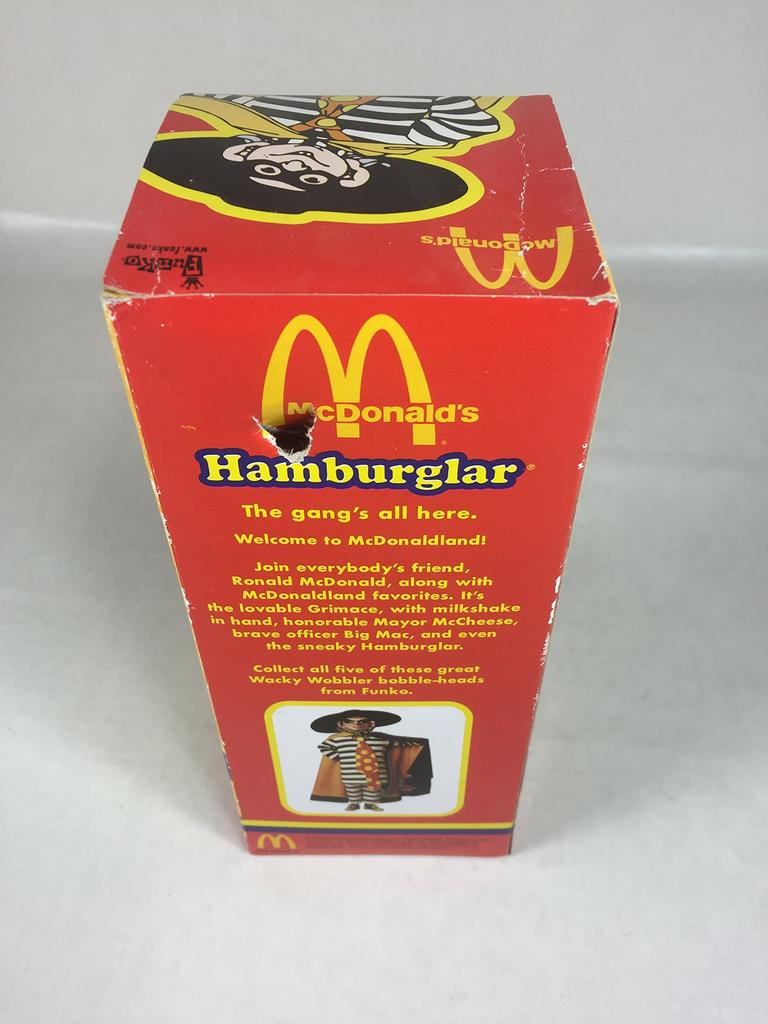 www.funko.com
Funko
McDonald's
McDonald's
®
Hamburglar®
The gang's all here.
Welcome to McDonaldland!
Join everybody's friend,
Ronald McDonald, along with
McDonaldland favorites. It's
the lovable Grimace, with milkshake
in hand, honorable Mayor McCheese,
brave officer Big Mac, and even
the sneaky Hamburglar.
Collect all five of these great
Wacky Wobbler bobble-heads
from Funko.